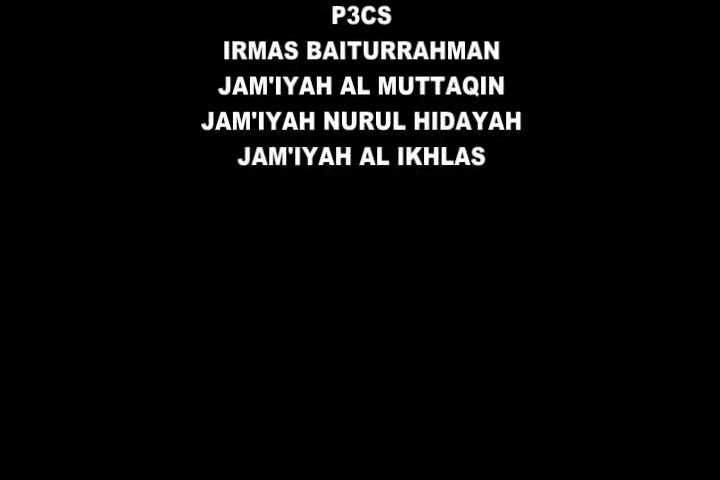 P3CS
IRMAS BAITURRAHMAN
JAM'IYAH AL MUTTAQIN
JAM'IYAH NURUL HIDAYAH
JAM'IYAH AL IKHLAS